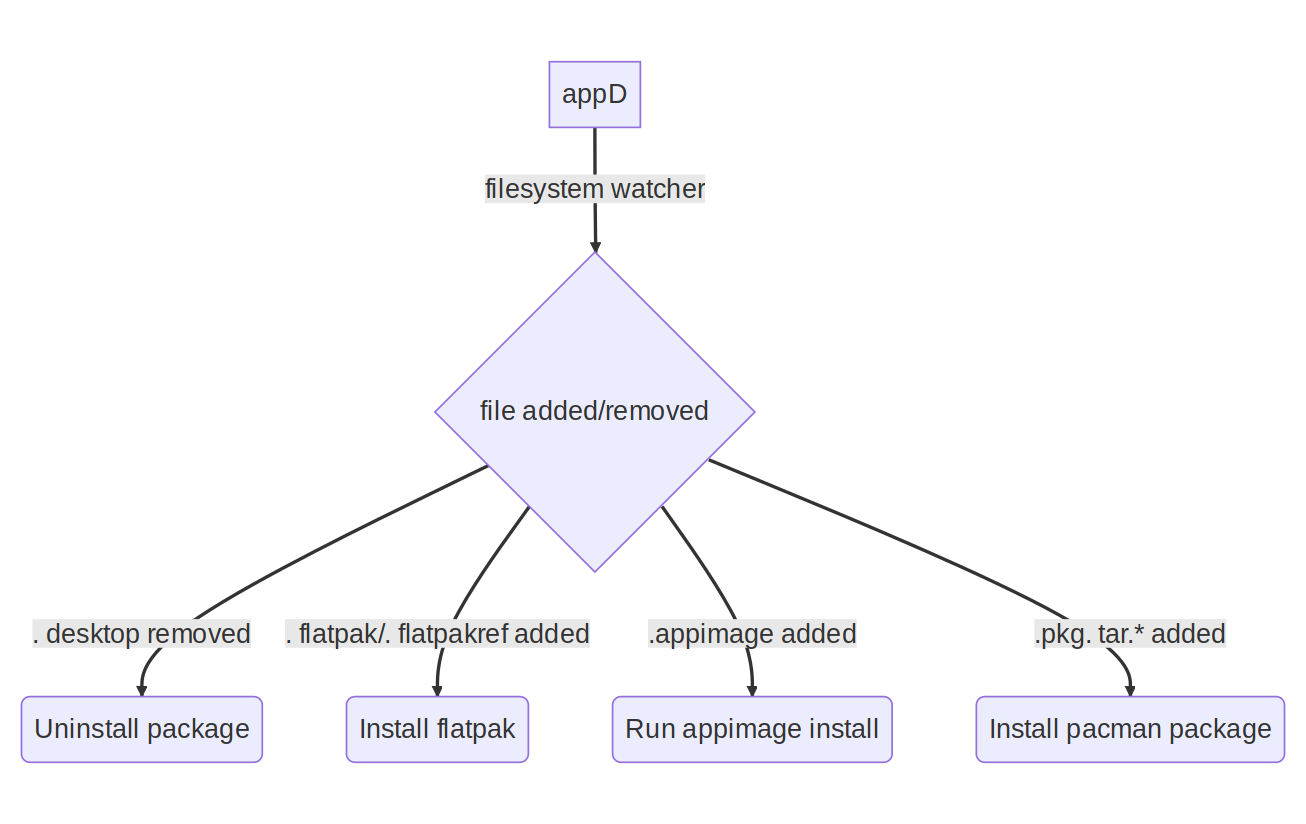 appD
filesystem watcher
file added/removed
. desktop removed
. flatpak/. flatpakref added
.appimage added
.pkg. tar.* added
Uninstall package
Install flatpak
Run appimage install
Install pacman package